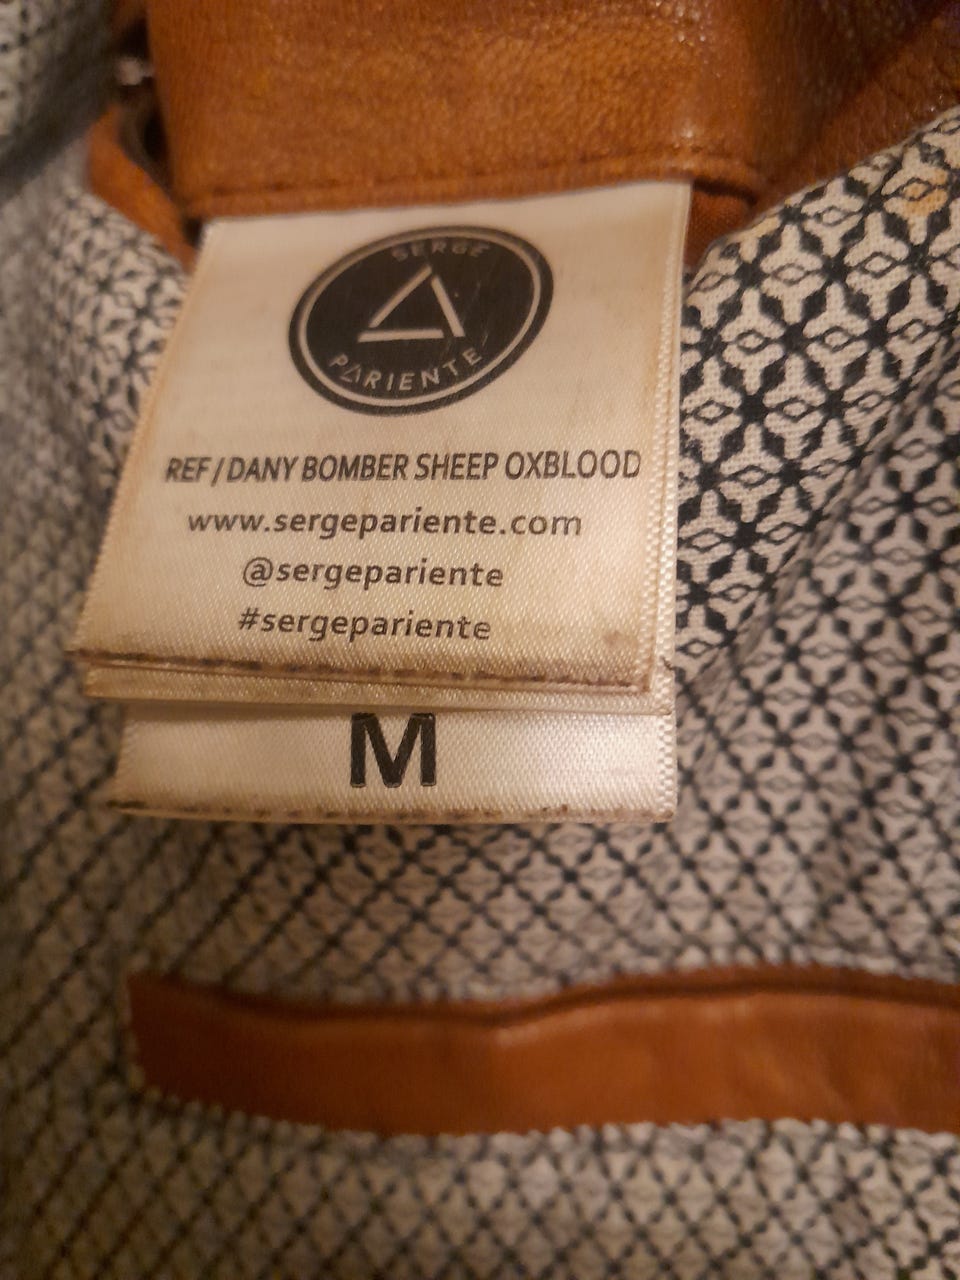 SERGE
PARIENTE
REF / DANY BOMBER SHEEP OXBLOOD
www.sergepariente.com
@sergepariente
#sergepariente
M